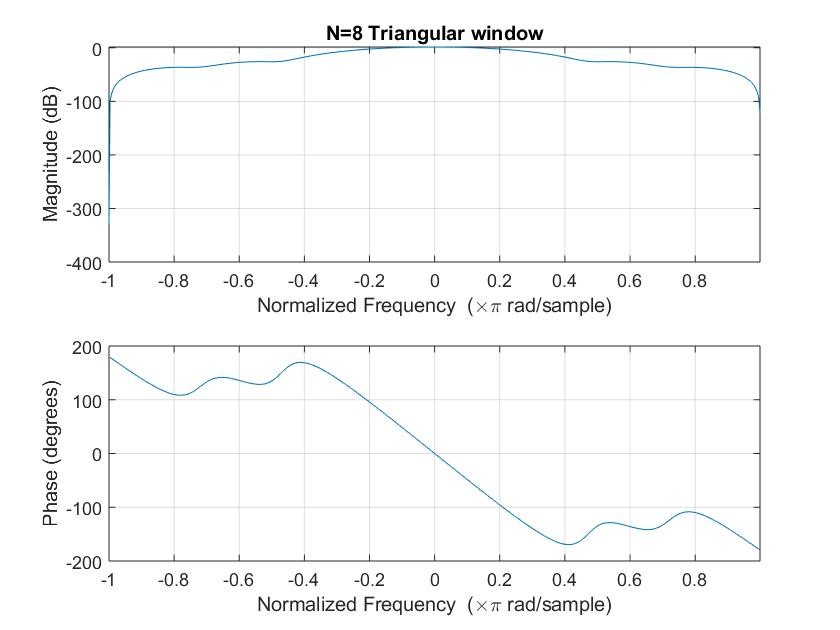 N=8 Triangular window
0
-100
-200
-300
-400
Magnitude (dB)
-1 -0.8 -0.6 -0.4 -0.2 0 0.2 0.4 0.6 0.8
Normalized Frequency (×π rad/sample)
200
100
0
-100
-200
Phase (degrees)
-1 -0.8 -0.6 -0.4 -0.2 0 0.2 0.4 0.6 0.8
Normalized Frequency (×π rad/sample)